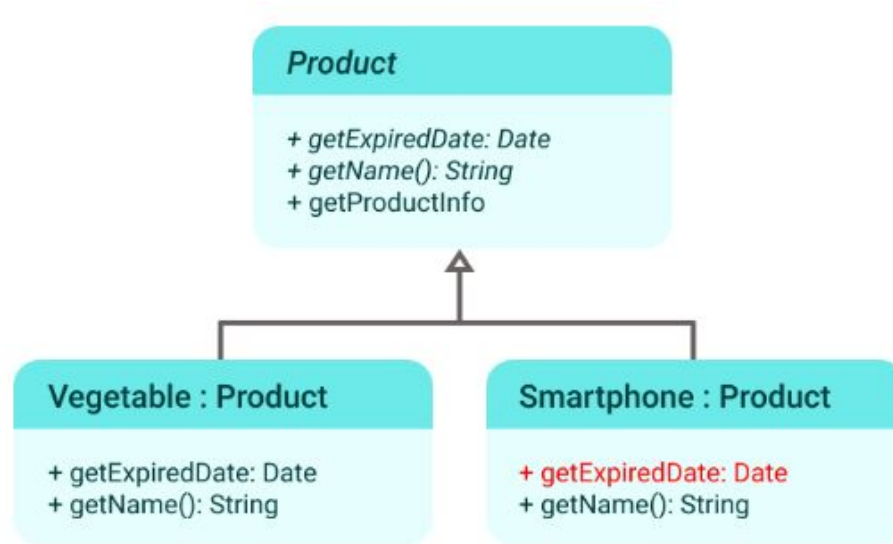 Product
+ getExpiredDate: Date
+ getName(): String
+ getProductInfo
Vegetable : Product
+ getExpiredDate: Date
+ getName(): String
Smartphone : Product
+ getExpiredDate: Date
+ getName(): String